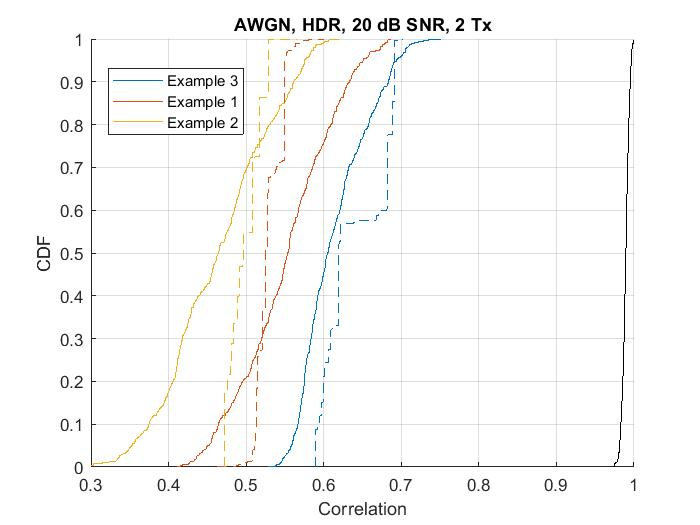 AWGN, HDR, 20 dB SNR, 2 Tx
1
0.9
0.8
0.7
0.6
0.5
0.4
0.3
0.2
0.1
0
CDF
Example 3
Example 1
Example 2
0.3 0.4 0.5 0.6 0.7 0.8 0.9 1
Correlation